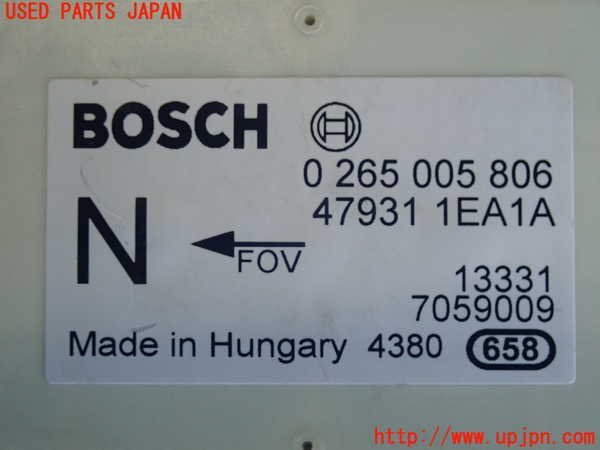 USED PARTS JAPAN
BOSCH
0 265 005 806
47931 1EA1A
N
FOV
13331
7059009
Made in Hungary 4380 658
http://www.upjpn.com/